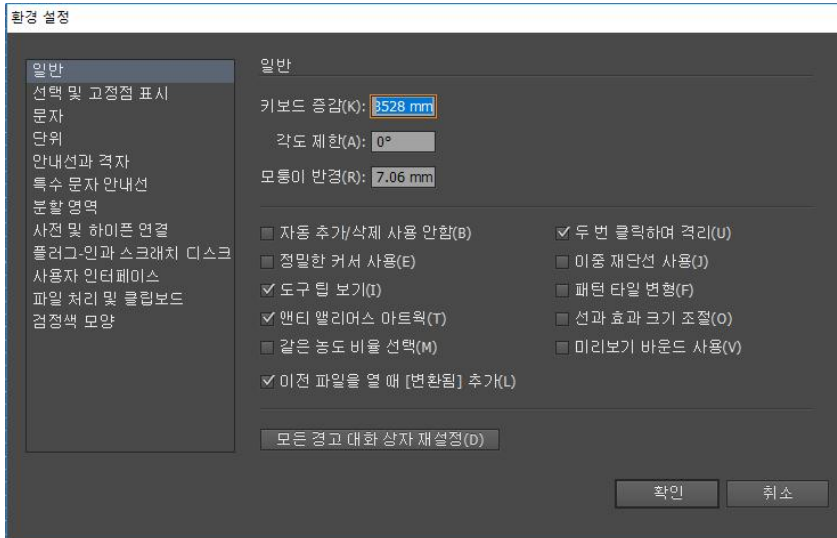 환경 설정
일반
선택 및 고정점 표시
문자
단위
안내선과 격자
특수 문자 안내선
분할 영역
사전 및 하이픈 연결
플러그-인과 스크래치 디스크
사용자 인터페이스
파일 처리 및 클립보드
검정색 모양
일반
키보드 증감(K): 3528 mm
각도 제한(A): 0°
모퉁이 반경(R): 7.06 mm
자동 추가/삭제 사용 안함(B)
두 번 클릭하여 격리(U)
정밀한 커서 사용(E)
이중 재단선 사용(J)
도구 팁 보기(I)
패턴 타일 변형(F)
앤티 앨리어스 아트웍(T)
선과 효과 크기 조절(O)
같은 농도 비율 선택(M)
미리보기 바운드 사용(V)
이전 파일을 열 때 [변환됨] 추가(L)
모든 경고 대화 상자 재설정(D)
확인
취소